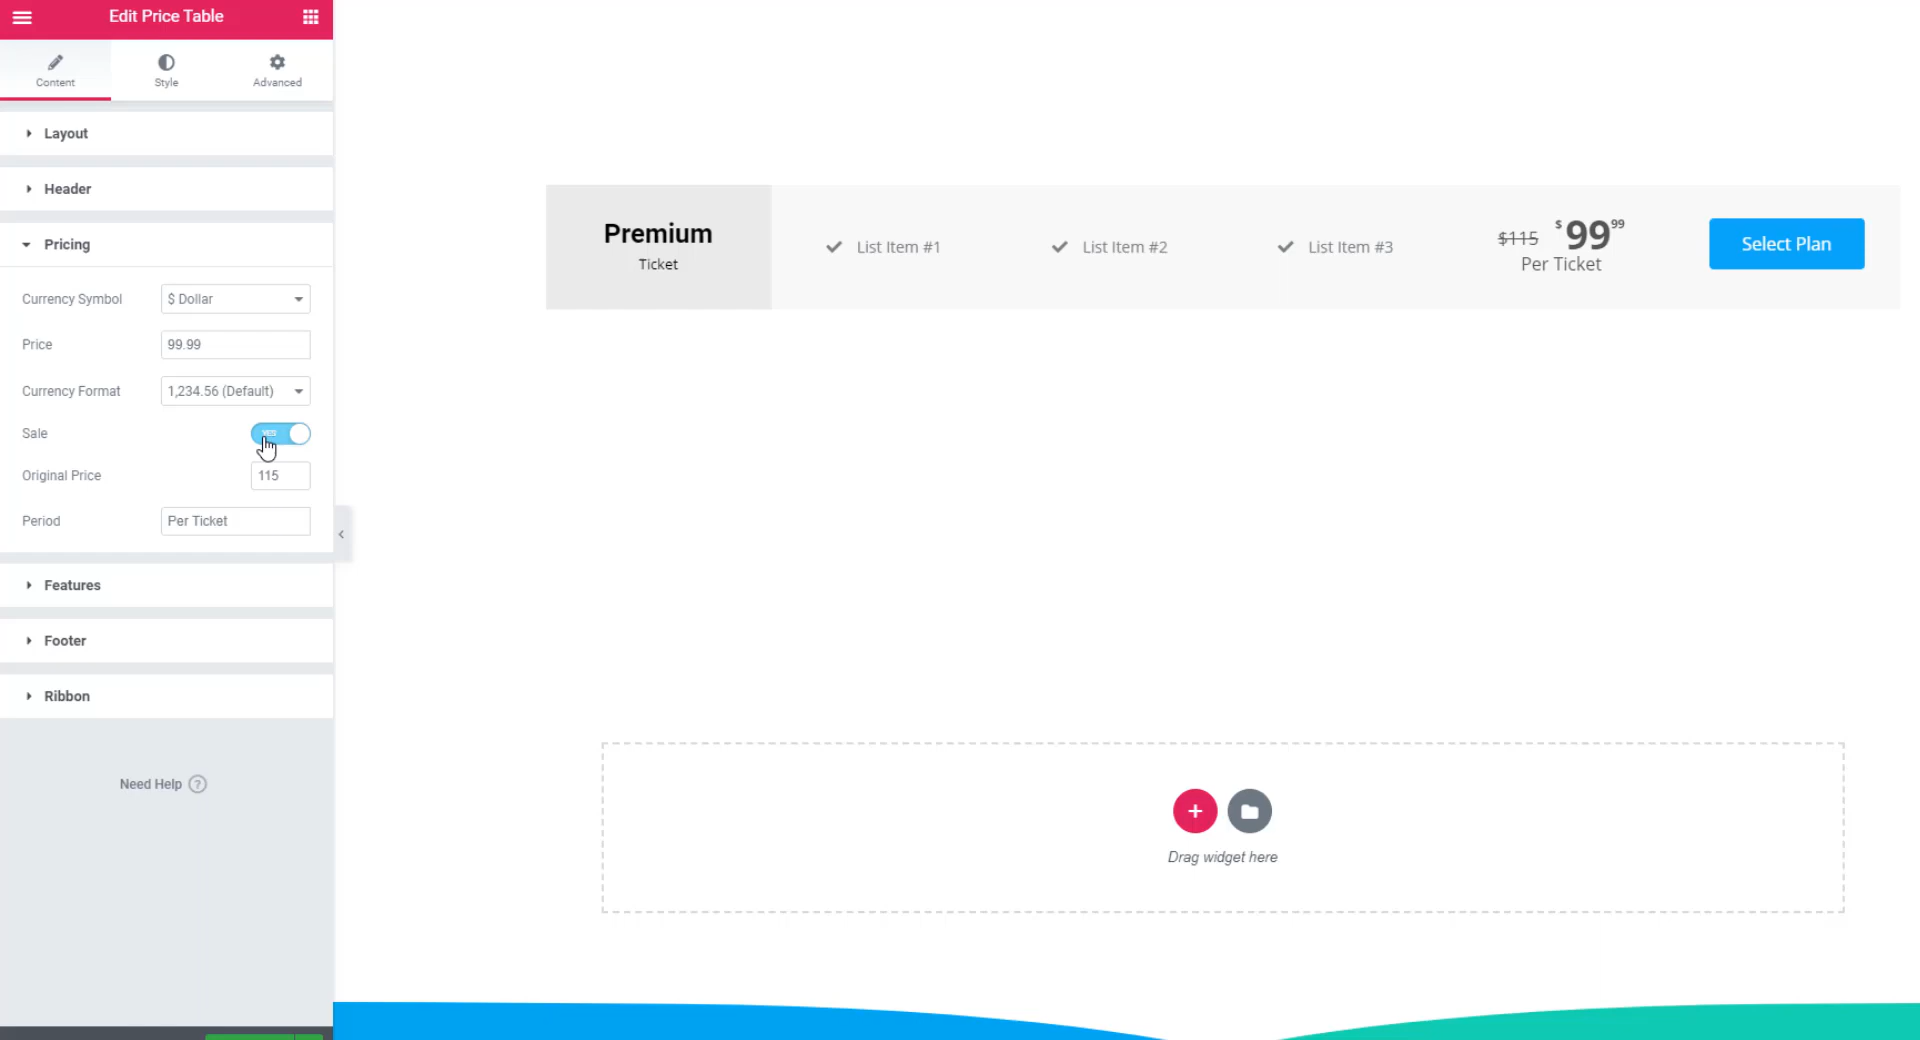 Edit Price Table
Content
Style
Advanced
Layout
Header
Pricing
Currency Symbol
$ Dollar
Price
99.99
Currency Format
1,234.56 (Default)
Sale
YES
Original Price
115
Period
Per Ticket
Features
Footer
Ribbon
Need Help ?
Premium
Ticket
List Item #1
List Item #2
List Item #3
$115 $99 99
Per Ticket
Select Plan
Drag widget here